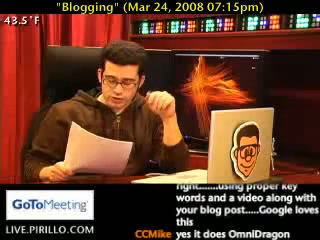 "Blogging" (Mar 24, 2008 07:15pm)
43.5°F
GoToMeeting
LIVE.PIRILLO.COM
right.......using proper key
words and a video along with
your blog post.....Google loves
this
CCMike yes it does OmniDragon